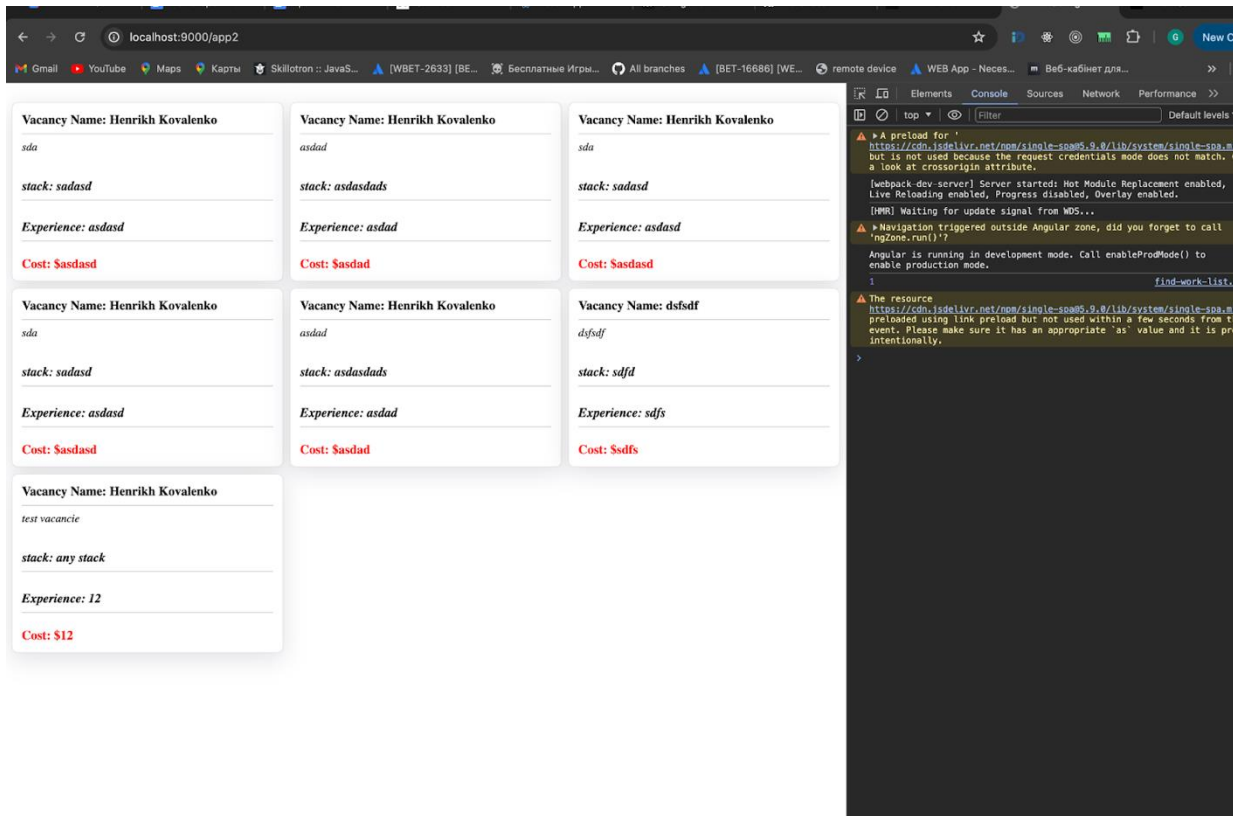 localhost:9000/app2
New C
Gmail YouTube Maps Карты Skillotron :: JavaS... [WBET-2633] [BE... Бесплатные Игры... All branches [BET-16686] [WE... remote device WEB App - Neces... Веб-кабінет для... »
Vacancy Name: Henrikh Kovalenko
sda
stack: sadasd
Experience: asdasd
Cost: $asdasd
Vacancy Name: Henrikh Kovalenko
asdad
stack: asdasdads
Experience: asdad
Cost: $asdad
Vacancy Name: Henrikh Kovalenko
sda
stack: sadasd
Experience: asdasd
Cost: $asdasd
Vacancy Name: Henrikh Kovalenko
sda
stack: sadasd
Experience: asdasd
Cost: $asdasd
Vacancy Name: Henrikh Kovalenko
asdad
stack: asdasdads
Experience: asdad
Cost: $asdad
Vacancy Name: dsfsdf
dsfsdf
stack: sdfd
Experience: sdfs
Cost: $sdfs
Vacancy Name: Henrikh Kovalenko
test vacancie
stack: any stack
Experience: 12
Cost: $12
Elements Console Sources Network Performance »
top Filter Default levels
A preload for '
https://cdn.jsdelivr.net/npm/single-spa@5.9.0/lib/system/single-spa.m
but is not used because the request credentials mode does not match.
a look at crossorigin attribute.
[webpack-dev-server] Server started: Hot Module Replacement enabled,
Live Reloading enabled, Progress disabled, Overlay enabled.
[HMR] Waiting for update signal from WDS...
Navigation triggered outside Angular zone, did you forget to call
'ngZone.run()'?
Angular is running in development mode. Call enableProdMode() to
enable production mode.
1 find-work-list.
The resource
https://cdn.jsdelivr.net/npm/single-spa@5.9.0/lib/system/single-spa.m
preloaded using link preload but not used within a few seconds from t
event. Please make sure it has an appropriate `as` value and it is pre
intentionally.